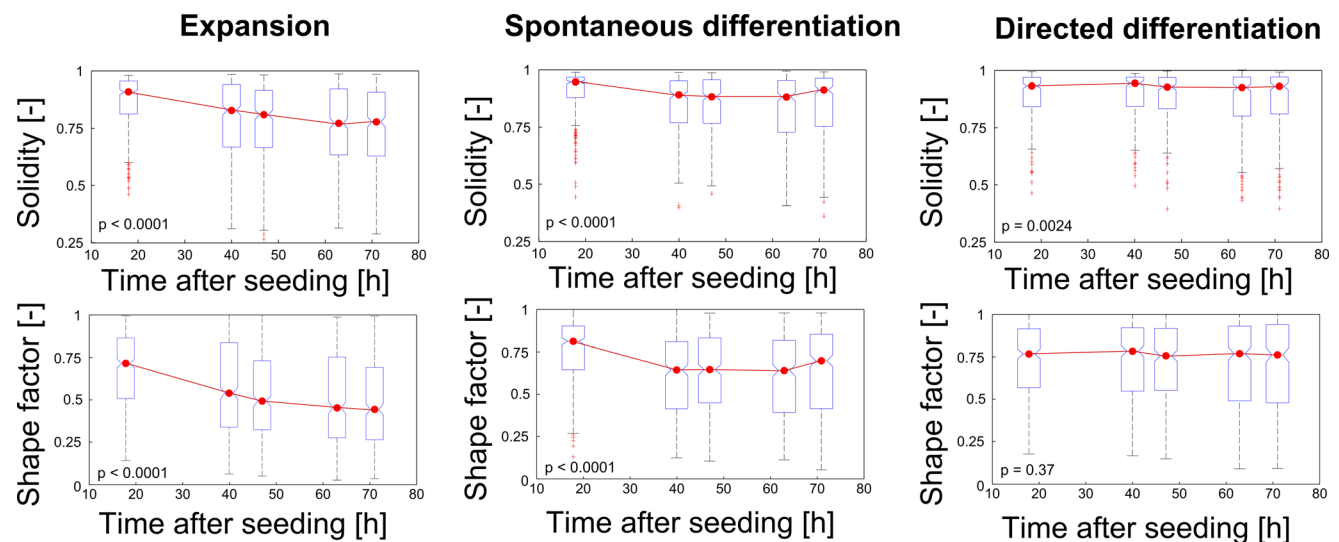 Expansion
Spontaneous differentiation
Directed differentiation
Solidity [-]
1
0.75
0.5
0.25
p < 0.0001
10 20 30 40 50 60 70 80
Time after seeding [h]
Solidity [-]
1
0.75
0.5
0.25
p < 0.0001
10 20 30 40 50 60 70 80
Time after seeding [h]
Solidity [-]
1
0.75
0.5
0.25
p = 0.0024
10 20 30 40 50 60 70 80
Time after seeding [h]
Shape factor [-]
1
0.75
0.5
0.25
0
p < 0.0001
10 20 30 40 50 60 70 80
Time after seeding [h]
Shape factor [-]
1
0.75
0.5
0.25
0
p < 0.0001
10 20 30 40 50 60 70 80
Time after seeding [h]
Shape factor [-]
1
0.75
0.5
0.25
0
p = 0.37
10 20 30 40 50 60 70 80
Time after seeding [h]